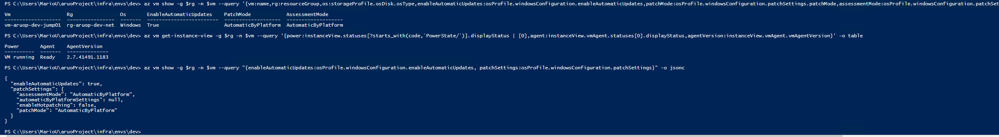 PS C:\Users\MarioU\aruoProject\infra\envs\dev> az vm show -g $rg -n $vm --query '{vm:name,rg:resourceGroup,os:storageProfile.osDisk.osType,enableAutomaticUpdates:osProfile.windowsConfiguration.enableAutomaticUpdates,patchMode:osProfile.windowsConfiguration.patchSettings.patchMode,assessmentMode:osProfile.windowsConfiguration.patchSet
Vm                   Rg                Os       EnableAutomaticUpdates    PatchMode            AssessmentMode
-------------------  ----------------  -------  ------------------------  -------------------  -------------------
vm-aruop-dev-jump01  rg-aruop-dev-net  Windows  True                      AutomaticByPlatform  AutomaticByPlatform
PS C:\Users\MarioU\aruoProject\infra\envs\dev> az vm get-instance-view -g $rg -n $vm --query '{power:instanceView.statuses[?starts_with(code,`PowerState/`)].displayStatus | [0],agent:instanceView.vmAgent.statuses[0].displayStatus,agentVersion:instanceView.vmAgent.vmAgentVersion}' -o table
Power       Agent    AgentVersion
----------  -------  --------------
VM running  Ready    2.7.41491.1183
PS C:\Users\MarioU\aruoProject\infra\envs\dev> az vm show -g $rg -n $vm --query "{enableAutomaticUpdates:osProfile.windowsConfiguration.enableAutomaticUpdates, patchSettings:osProfile.windowsConfiguration.patchSettings}" -o jsonc
{
  "enableAutomaticUpdates": true,
  "patchSettings": {
    "assessmentMode": "AutomaticByPlatform",
    "automaticByPlatformSettings": null,
    "enableHotpatching": false,
    "patchMode": "AutomaticByPlatform"
  }
}
PS C:\Users\MarioU\aruoProject\infra\envs\dev>